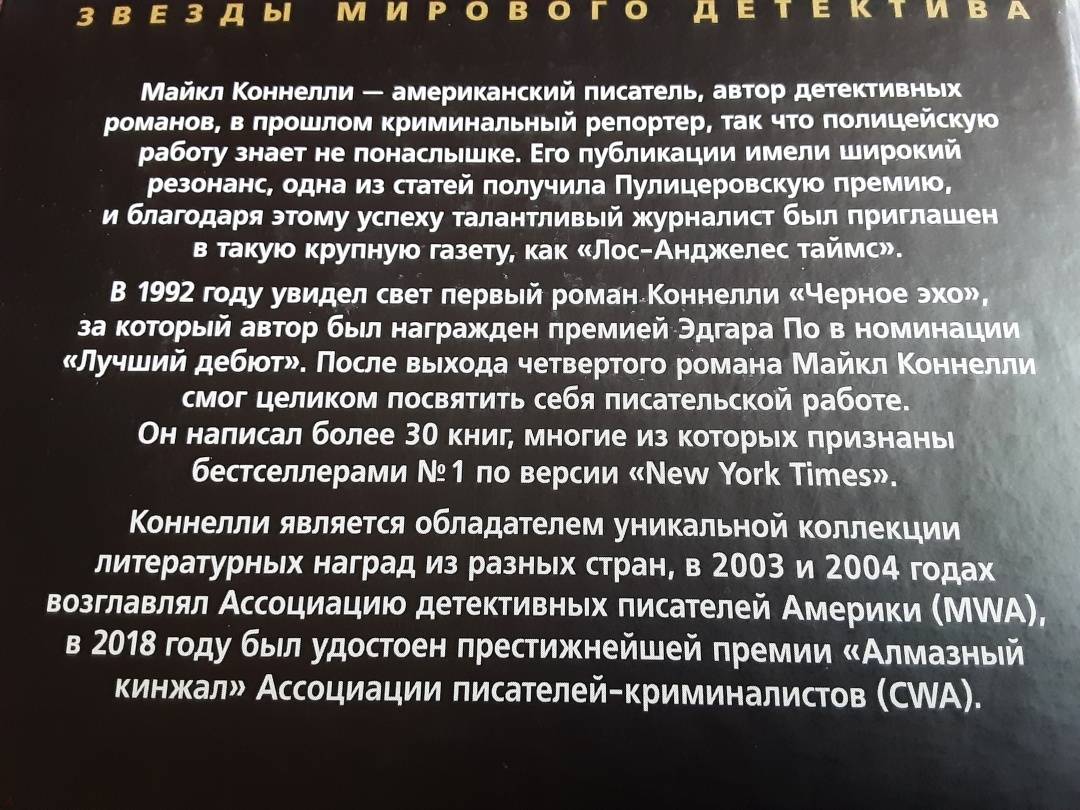 ЗВЕЗДЫ МИРОВОГО ДЕТЕКТИВА
Майкл Коннелли — американский писатель, автор детективных
романов, в прошлом криминальный репортер, так что полицейскую
работу знает не понаслышке. Его публикации имели широкий
резонанс, одна из статей получила Пулицеровскую премию,
и благодаря этому успеху талантливый журналист был приглашен
в такую крупную газету, как «Лос-Анджелес таймс».
В 1992 году увидел свет первый роман Коннелли «Черное эхо»,
за который автор был награжден премией Эдгара По в номинации
«Лучший дебют». После выхода четвертого романа Майкл Коннелли
смог целиком посвятить себя писательской работе.
Он написал более 30 книг, многие из которых признаны
бестселлерами №1 по версии «New York Times».
Коннелли является обладателем уникальной коллекции
литературных наград из разных стран, в 2003 и 2004 годах
возглавлял Ассоциацию детективных писателей Америки (MWA),
в 2018 году был удостоен престижнейшей премии «Алмазный
кинжал» Ассоциации писателей-криминалистов (CWA).